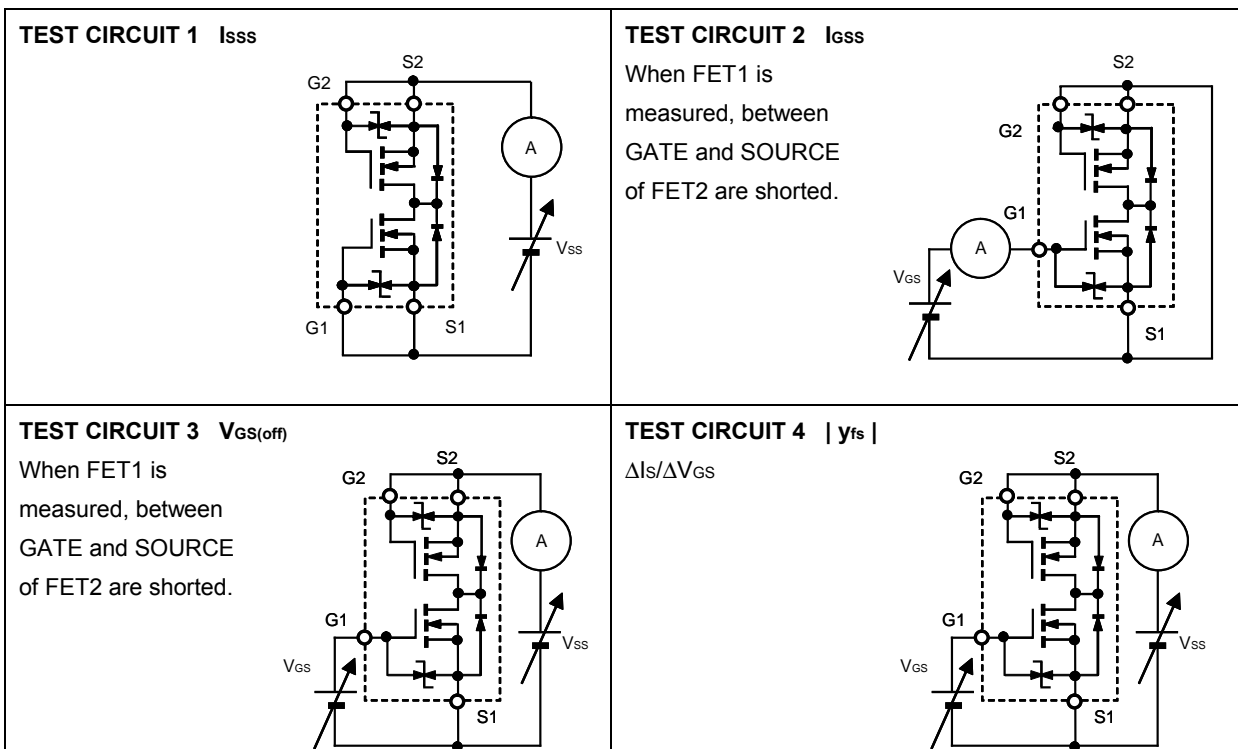 TEST CIRCUIT 1 ISSS
S2
G2
A
VSS
G1
S1
TEST CIRCUIT 2 IGSS
When FET1 is
measured, between
GATE and SOURCE
of FET2 are shorted.
S2
G2
G1
A
VGS
S1
TEST CIRCUIT 3 VGS(off)
When FET1 is
measured, between
GATE and SOURCE
of FET2 are shorted.
S2
G2
A
G1
VSS
VGS
S1
TEST CIRCUIT 4 | yfs |
ΔIS/ΔVGS
S2
G2
A
G1
VSS
VGS
S1